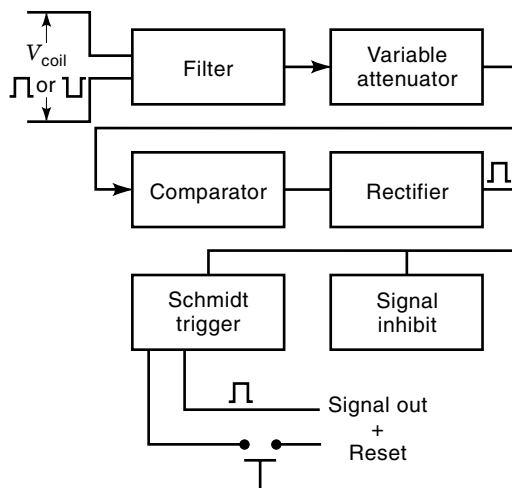 V_coil
or
Filter
Variable
attenuator
Comparator
Rectifier
Schmidt
trigger
Signal
inhibit
Signal out
+
Reset